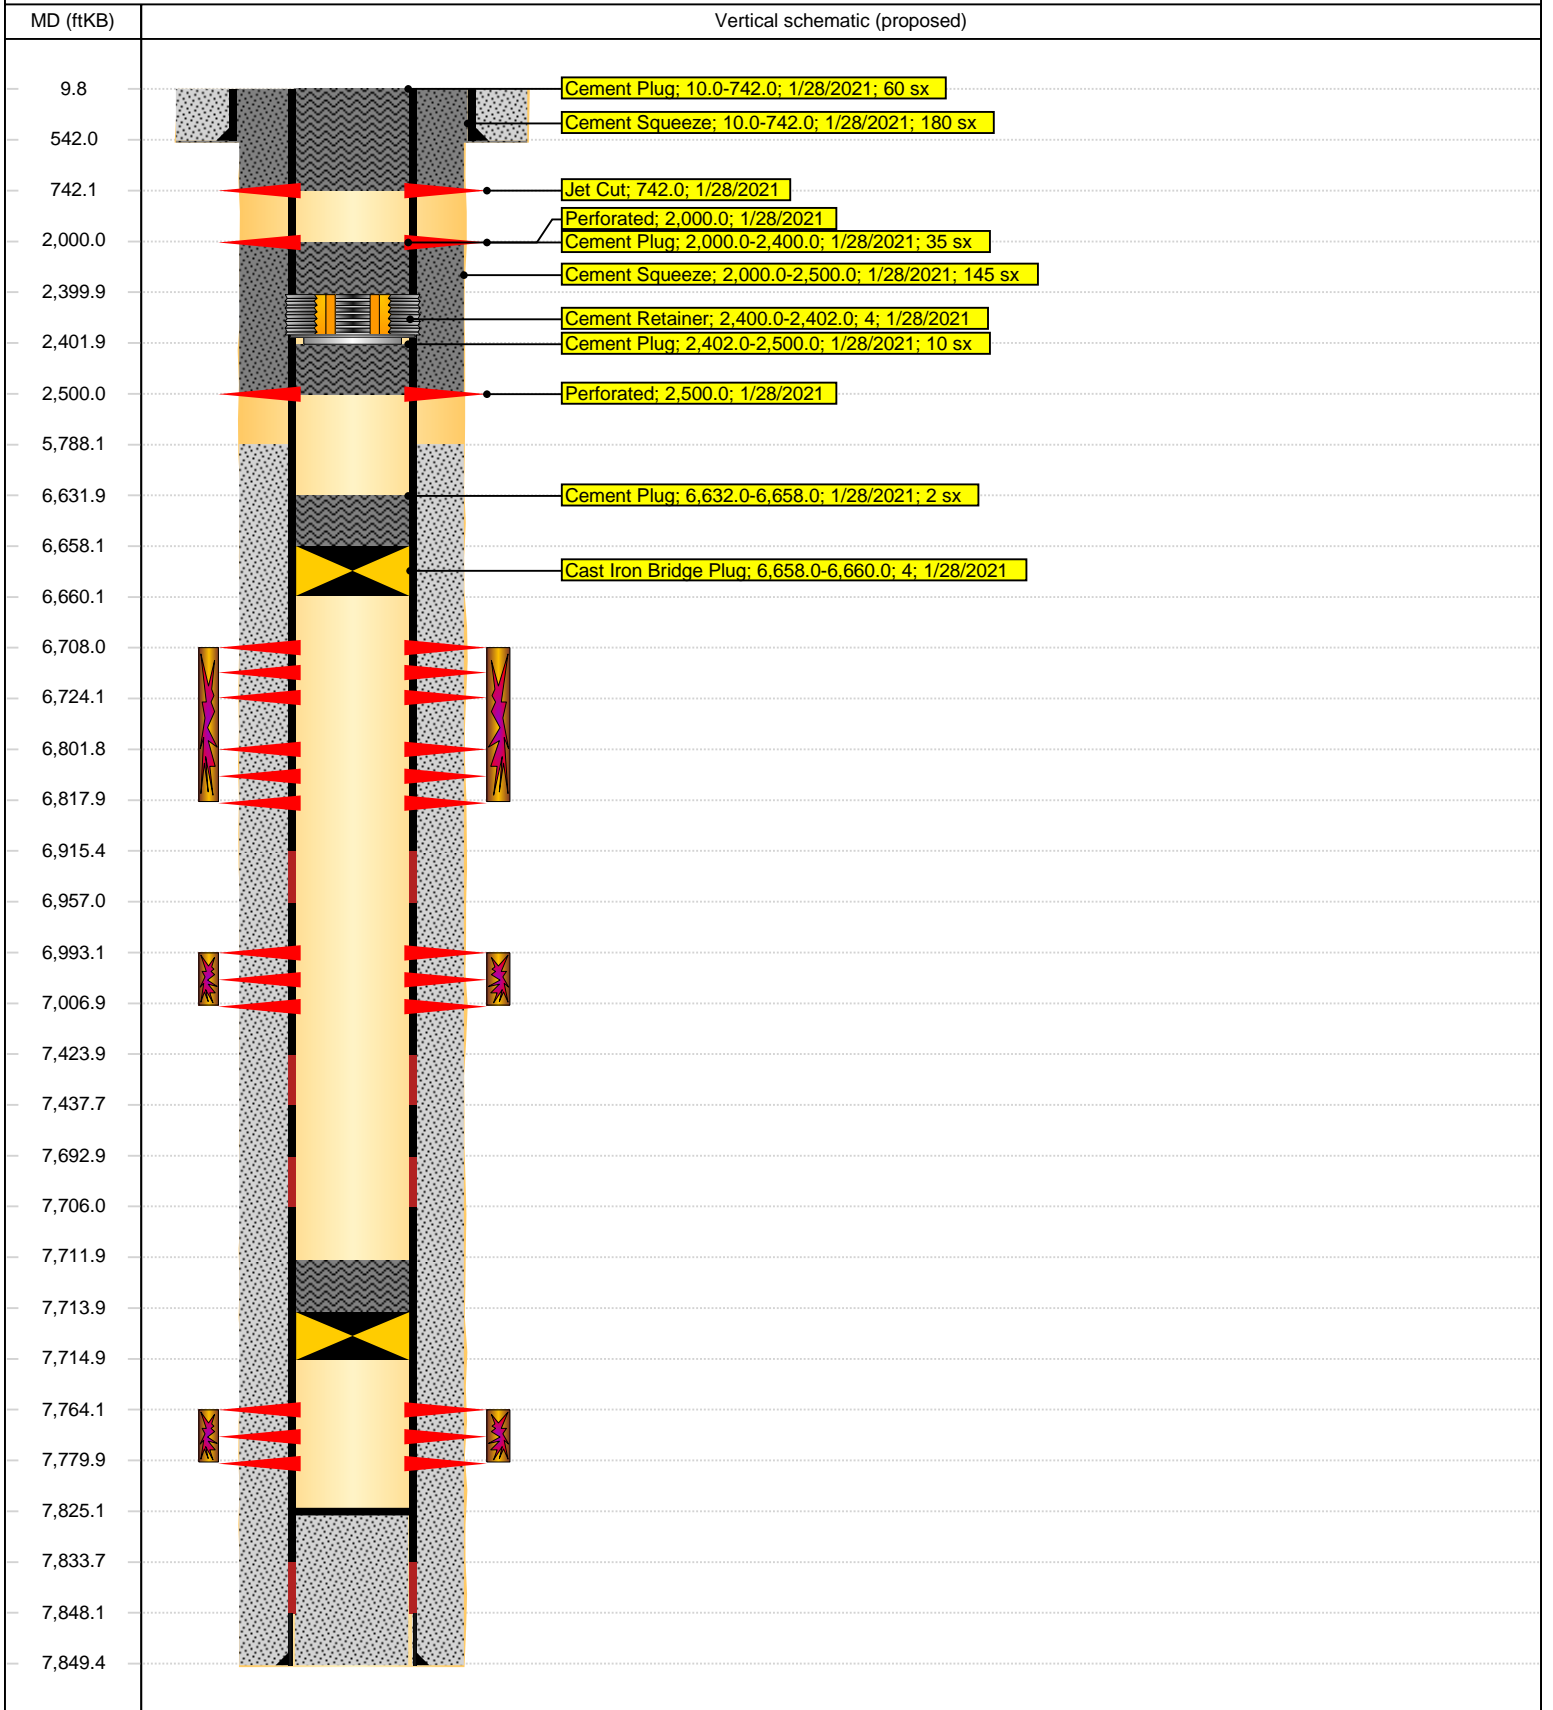 MD (ftKB)
Vertical schematic (proposed)
9.8
Cement Plug; 10.0-742.0; 1/28/2021; 60 sx
Cement Squeeze; 10.0-742.0; 1/28/2021; 180 sx
542.0
742.1
Jet Cut; 742.0; 1/28/2021
Perforated; 2,000.0; 1/28/2021
2,000.0
Cement Plug; 2,000.0-2,400.0; 1/28/2021; 35 sx
Cement Squeeze; 2,000.0-2,500.0; 1/28/2021; 145 sx
2,399.9
Cement Retainer; 2,400.0-2,402.0; 4; 1/28/2021
2,401.9
Cement Plug; 2,402.0-2,500.0; 1/28/2021; 10 sx
2,500.0
Perforated; 2,500.0; 1/28/2021
5,788.1
6,631.9
Cement Plug; 6,632.0-6,658.0; 1/28/2021; 2 sx
6,658.1
Cast Iron Bridge Plug; 6,658.0-6,660.0; 4; 1/28/2021
6,660.1
6,708.0
6,724.1
6,801.8
6,817.9
6,915.4
6,957.0
6,993.1
7,006.9
7,423.9
7,437.7
7,692.9
7,706.0
7,711.9
7,713.9
7,714.9
7,764.1
7,779.9
7,825.1
7,833.7
7,848.1
7,849.4